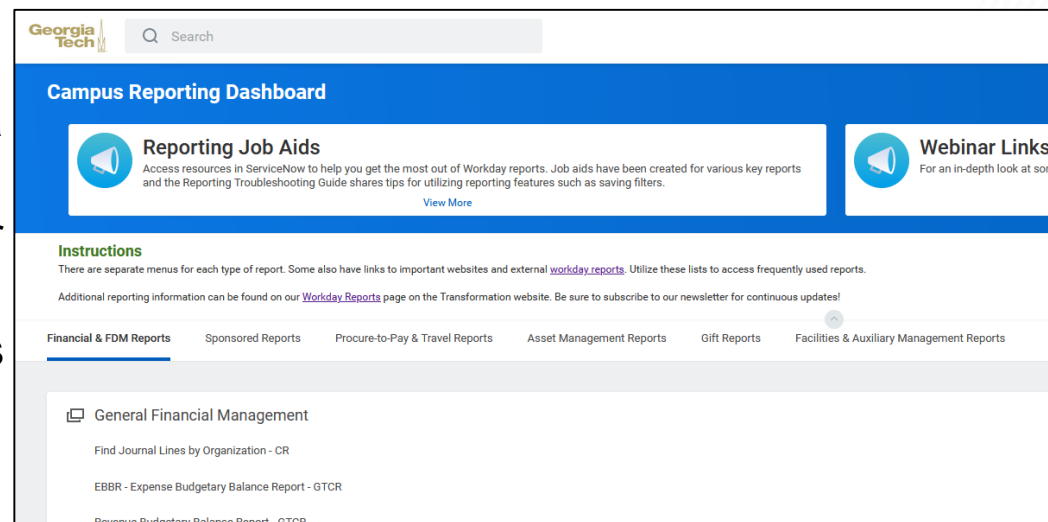 Georgia
Tech
Search
Campus Reporting Dashboard
Reporting Job Aids
Access resources in ServiceNow to help you get the most out of Workday reports. Job aids have been created for various key reports
and the Reporting Troubleshooting Guide shares tips for utilizing reporting features such as saving filters.
View More
Webinar Links
For an in-depth look at
Instructions
There are separate menus for each type of report. Some also have links to important websites and external workday reports. Utilize these lists to access frequently used reports.
Additional reporting information can be found on our Workday Reports page on the Transformation website. Be sure to subscribe to our newsletter for continuous updates!
Financial & FDM Reports Sponsored Reports Procure-to-Pay & Travel Reports Asset Management Reports Gift Reports Facilities & Auxiliary Management Reports
General Financial Management
Find Journal Lines by Organization - CR
EBBR - Expense Budgetary Balance Report - GTCR
Revenue Budgetary Balance Report - GTCR